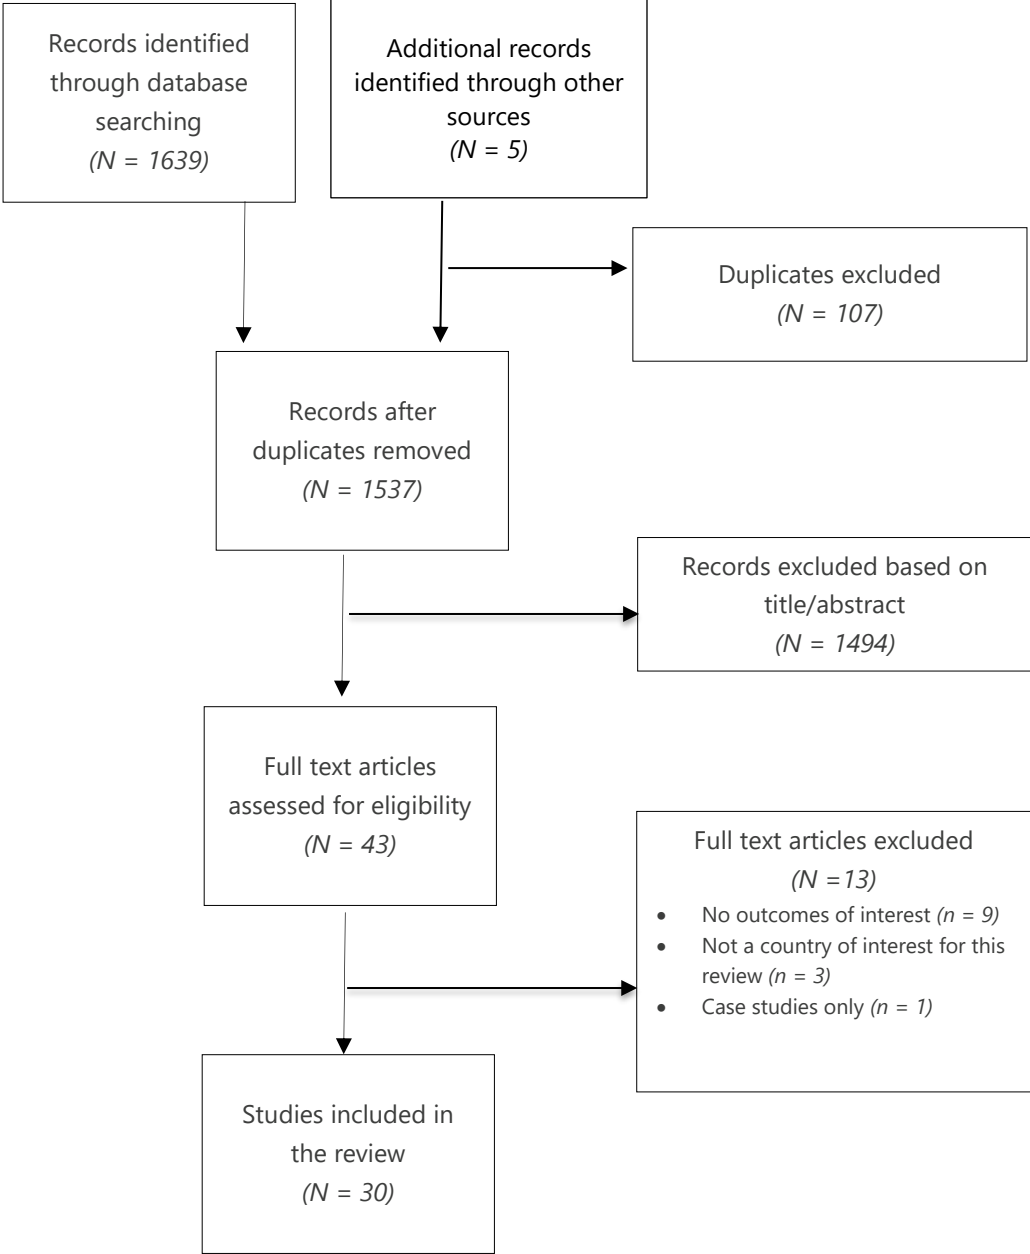 Records identified
through database
searching
(N = 1639)
Additional records
identified through other
sources
(N = 5)
Duplicates excluded
(N = 107)
Records after
duplicates removed
(N = 1537)
Records excluded based on
title/abstract
(N = 1494)
Full text articles
assessed for eligibility
(N = 43)
Full text articles excluded
(N =13)
• No outcomes of interest (n = 9)
• Not a country of interest for this
review (n = 3)
• Case studies only (n = 1)
Studies included in
the review
(N = 30)